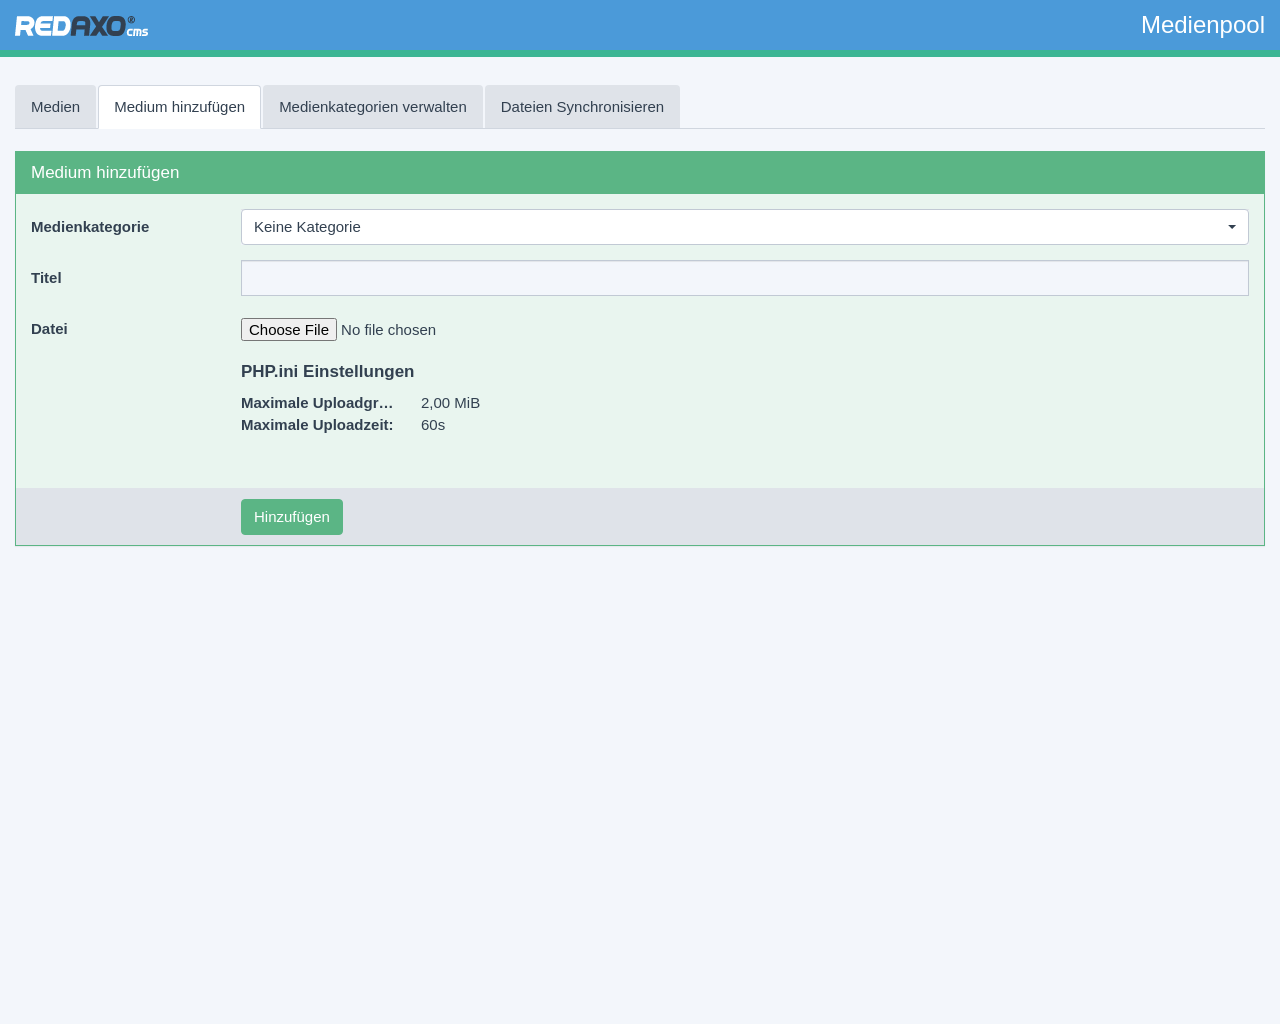 REDAXO® cms
Medienpool
Medien
Medium hinzufügen
Medienkategorien verwalten
Dateien Synchronisieren
Medium hinzufügen
Medienkategorie
Keine Kategorie
Titel
Datei
Choose File No file chosen
PHP.ini Einstellungen
Maximale Uploadgr… 2,00 MiB
Maximale Uploadzeit: 60s
Hinzufügen